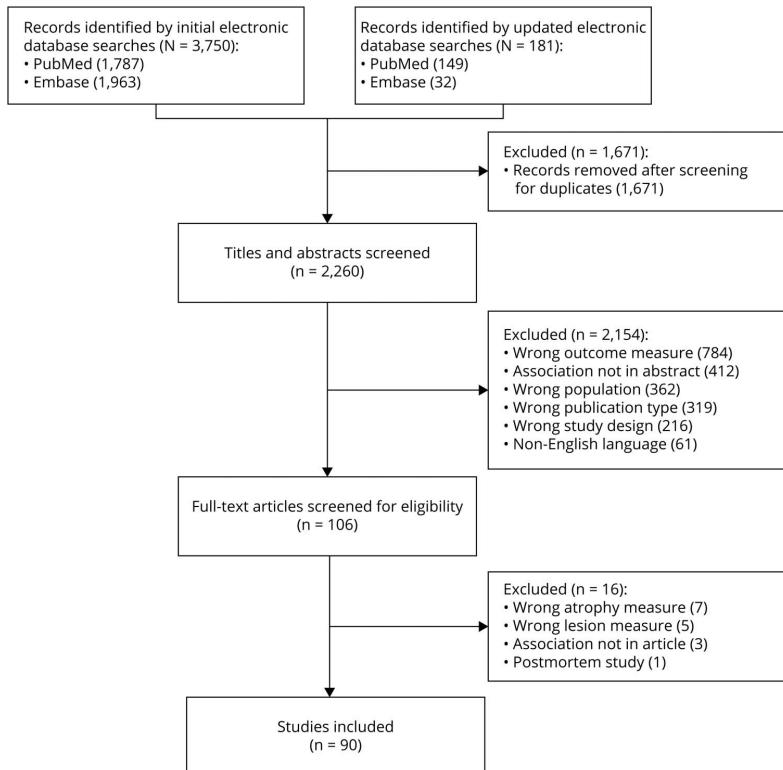 Records identified by initial electronic
database searches (N = 3,750):
• PubMed (1,787)
• Embase (1,963)
Records identified by updated electronic
database searches (N = 181):
• PubMed (149)
• Embase (32)
Excluded (n = 1,671):
• Records removed after screening
for duplicates (1,671)
Titles and abstracts screened
(n = 2,260)
Excluded (n = 2,154):
• Wrong outcome measure (784)
• Association not in abstract (412)
• Wrong population (362)
• Wrong publication type (319)
• Wrong study design (216)
• Non-English language (61)
Full-text articles screened for eligibility
(n = 106)
Excluded (n = 16):
• Wrong atrophy measure (7)
• Wrong lesion measure (5)
• Association not in article (3)
• Postmortem study (1)
Studies included
(n = 90)